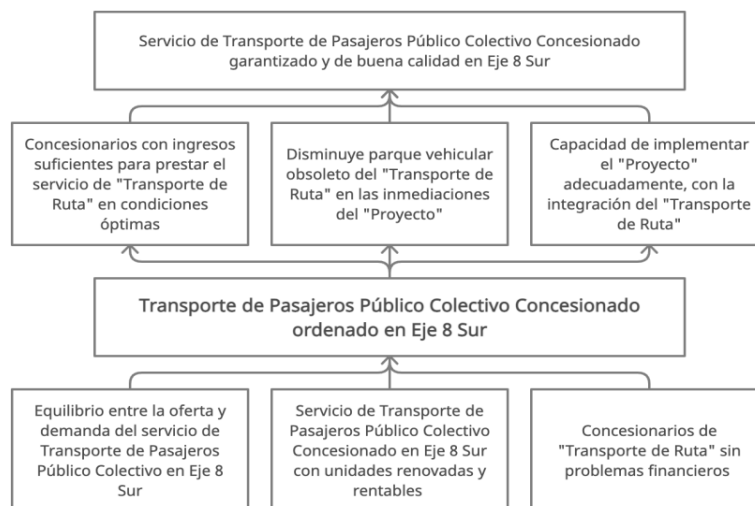 Servicio de Transporte de Pasajeros Público Colectivo Concesionado
garantizado y de buena calidad en Eje 8 Sur
Concesionarios con ingresos
suficientes para prestar el
servicio de "Transporte de
Ruta" en condiciones
óptimas
Disminuye parque vehicular
obsoleto del "Transporte de
Ruta" en las inmediaciones
del "Proyecto"
Capacidad de implementar
el "Proyecto"
adecuadamente, con la
integración del "Transporte
de Ruta"
Transporte de Pasajeros Público Colectivo Concesionado
ordenado en Eje 8 Sur
Equilibrio entre la oferta y
demanda del servicio de
Transporte de Pasajeros
Público Colectivo en Eje 8
Sur
Servicio de Transporte de
Pasajeros Público Colectivo
Concesionado en Eje 8 Sur
con unidades renovadas y
rentables
Concesionarios de
"Transporte de Ruta" sin
problemas financieros